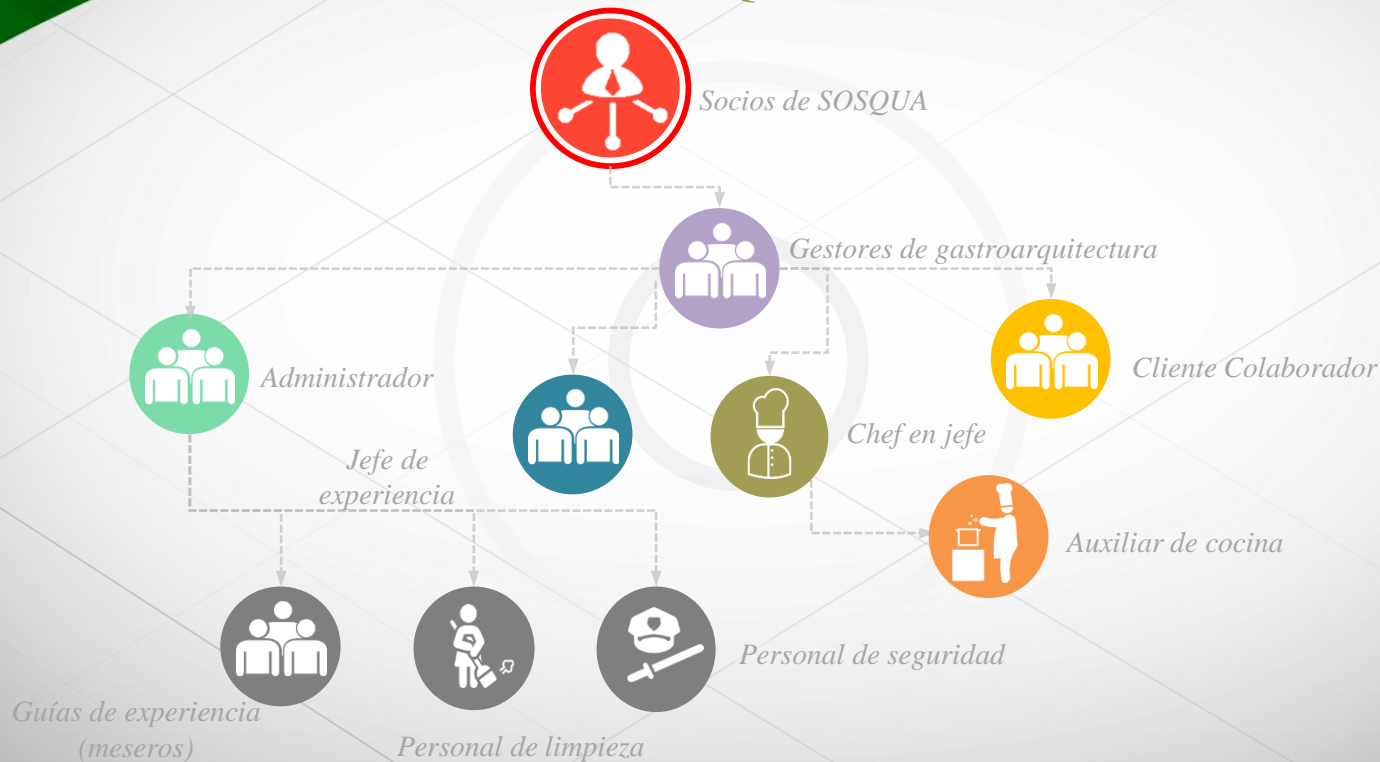 Socios de SOSQUA
Gestores de gastroarquitectura
Cliente Colaborador
Administrador
Chef en jefe
Jefe de
experiencia
Auxiliar de cocina
Personal de seguridad
Guías de experiencia
(meseros)
Personal de limpieza